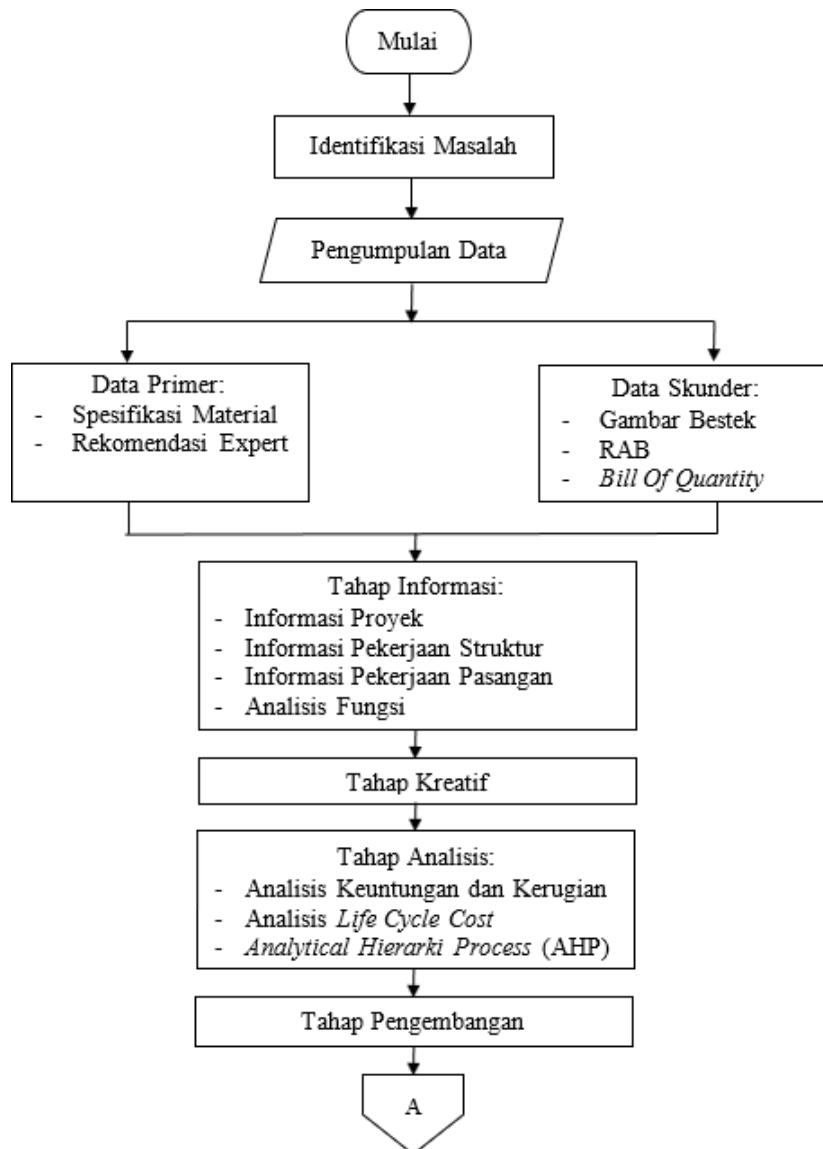 Mulai
Identifikasi Masalah
Pengumpulan Data
Data Primer:
- Spesifikasi Material
- Rekomendasi Expert
Data Skunder:
- Gambar Bestek
- RAB
- Bill Of Quantity
Tahap Informasi:
- Informasi Proyek
- Informasi Pekerjaan Struktur
- Informasi Pekerjaan Pasangan
- Analisis Fungsi
Tahap Kreatif
Tahap Analisis:
- Analisis Keuntungan dan Kerugian
- Analisis Life Cycle Cost
- Analytical Hierarki Process (AHP)
Tahap Pengembangan
A